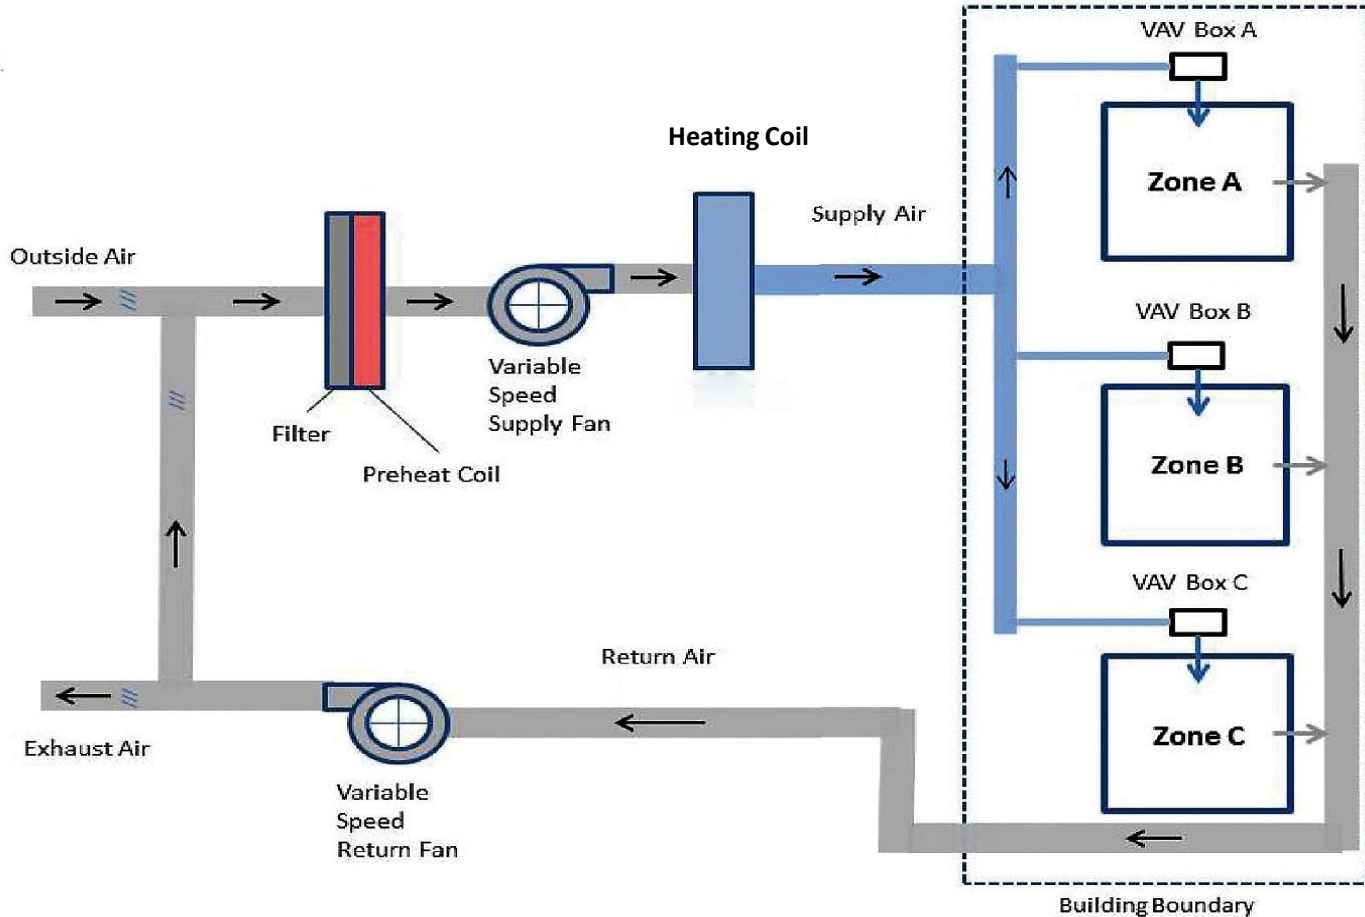 VAV Box A
Heating Coil
Zone A
Supply Air
Outside Air
VAV Box B
Variable
Speed
Supply Fan
Filter
Preheat Coil
Zone B
VAV Box C
Return Air
Zone C
Exhaust Air
Variable
Speed
Return Fan
Building Boundary